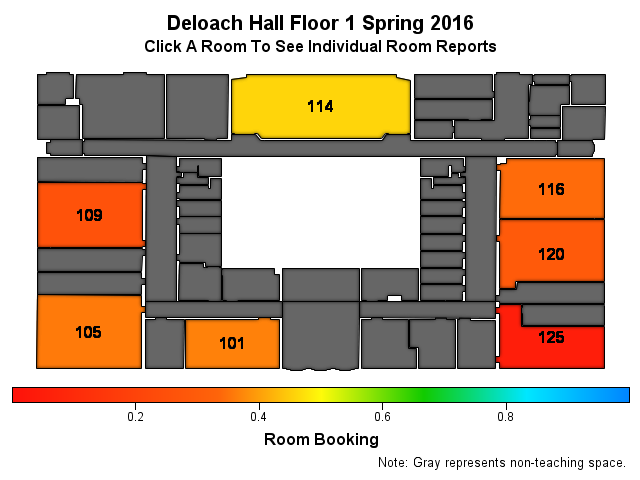 Deloach Hall Floor 1 Spring 2016
Click A Room To See Individual Room Reports
114
116
109
120
105
101
125
0.2 0.4 0.6 0.8
Room Booking
Note: Gray represents non-teaching space.